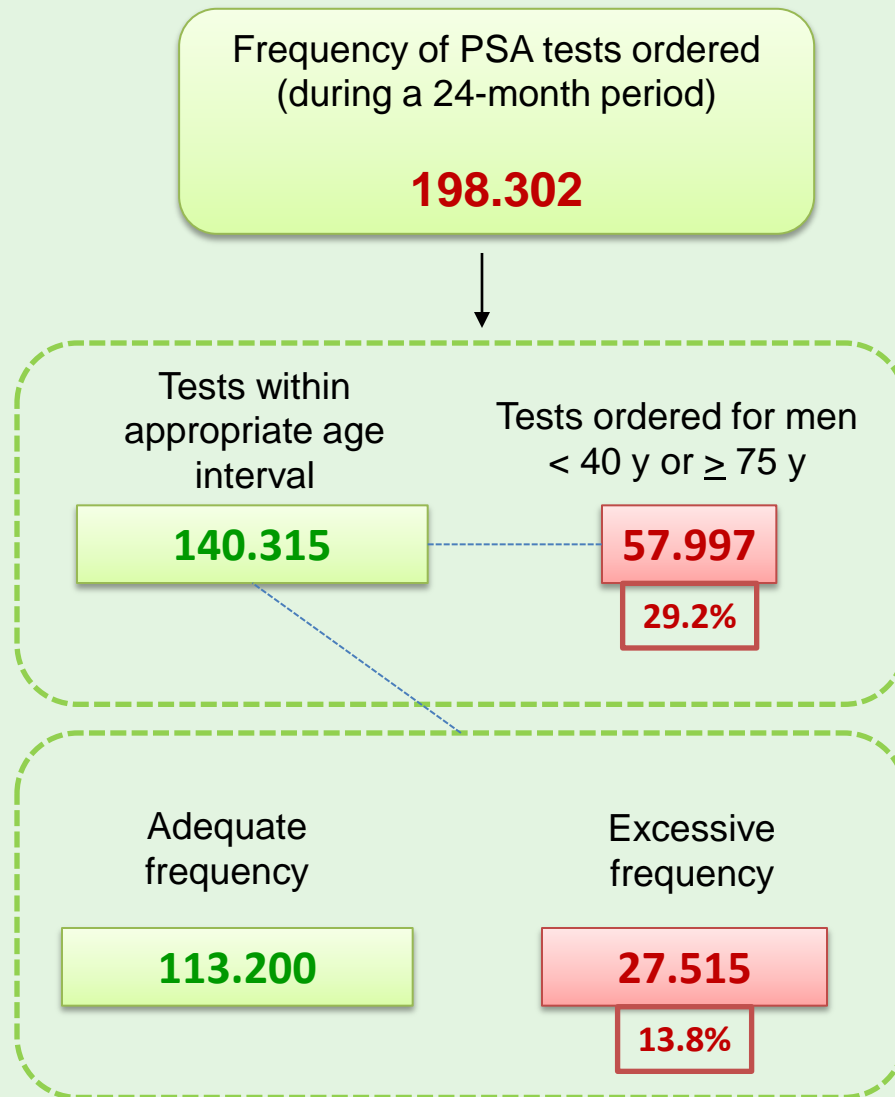 Frequency of PSA tests ordered
(during a 24-month period)
198.302
Tests within
appropriate age
interval
140.315
Tests ordered for men
< 40 y or ≥ 75 y
57.997
29.2%
Adequate
frequency
113.200
Excessive
frequency
27.515
13.8%